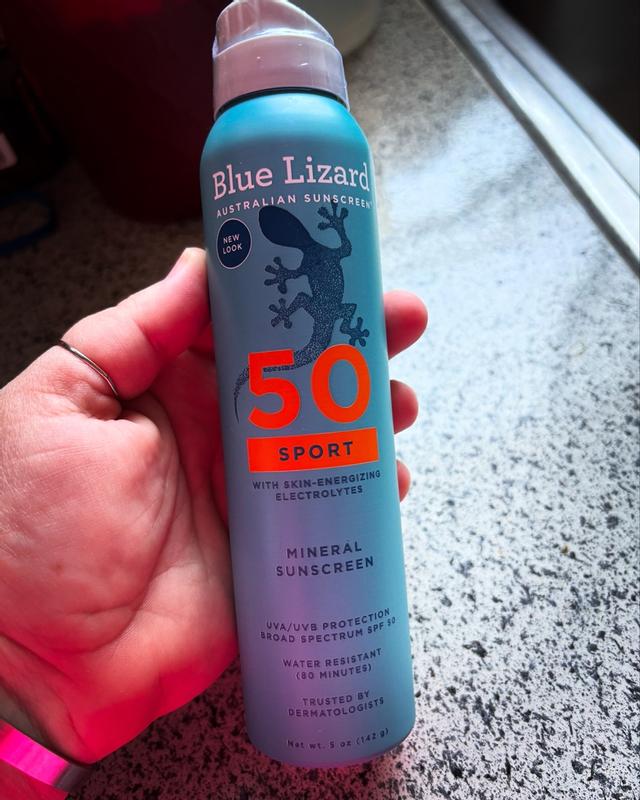 Blue Lizard
AUSTRALIAN SUNSCREEN
NEW
LOOK
50
SPORT
WITH SKIN-ENERGIZING
ELECTROLYTES
MINERAL
SUNSCREEN
UVA/UVB PROTECTION
BROAD SPECTRUM SPF 50
WATER RESISTANT
(80 MINUTES)
TRUSTED BY
DERMATOLOGISTS
Net wt. 5 oz (142 g)